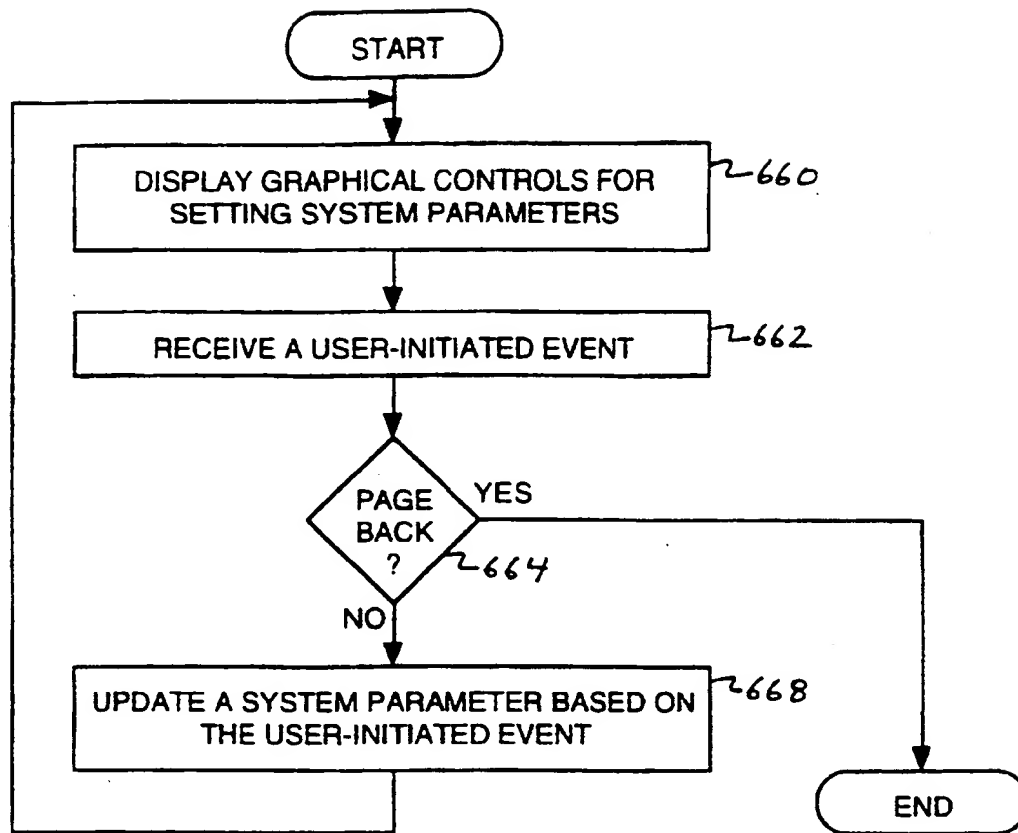 START
DISPLAY GRAPHICAL CONTROLS FOR
SETTING SYSTEM PARAMETERS
660
RECEIVE A USER-INITIATED EVENT
662
PAGE
BACK
?
YES
664
NO
UPDATE A SYSTEM PARAMETER BASED ON
THE USER-INITIATED EVENT
668
END